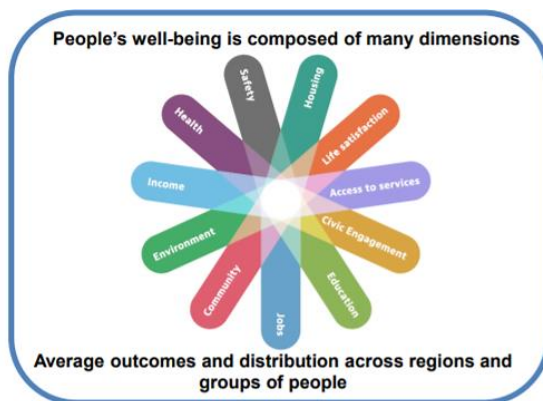 People's well-being is composed of many dimensions
Safety
Housing
Health
Life satisfaction
Income
Access to services
Environment
Civic Engagement
Community
Education
Jobs
Average outcomes and distribution across regions and
groups of people